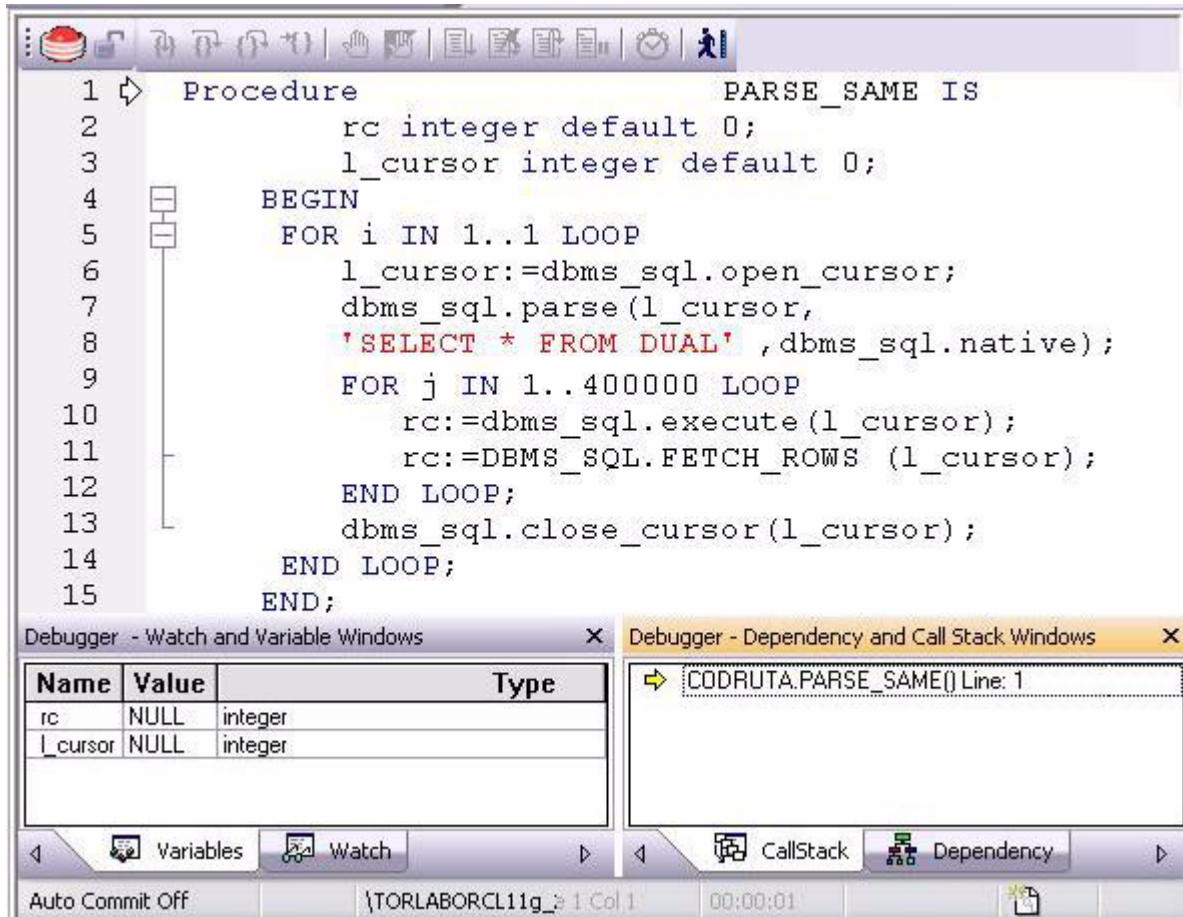 1 Procedure PARSE_SAME IS
2 rc integer default 0;
3 l_cursor integer default 0;
4 BEGIN
5 FOR i IN 1..1 LOOP
6 l_cursor:=dbms_sql.open_cursor;
7 dbms_sql.parse(l_cursor,
8 'SELECT * FROM DUAL' ,dbms_sql.native);
9 FOR j IN 1..400000 LOOP
10 rc:=dbms_sql.execute(l_cursor);
11 rc:=DBMS_SQL.FETCH_ROWS (l_cursor);
12 END LOOP;
13 dbms_sql.close_cursor(l_cursor);
14 END LOOP;
15 END;
Debugger - Watch and Variable Windows
Name Value Type
rc NULL integer
l_cursor NULL integer
Variables Watch
Debugger - Dependency and Call Stack Windows
CODRUTA.PARSE_SAME() Line: 1
CallStack Dependency
Auto Commit Off \TORLABORCL11g_ 1 Col 1 00:00:01